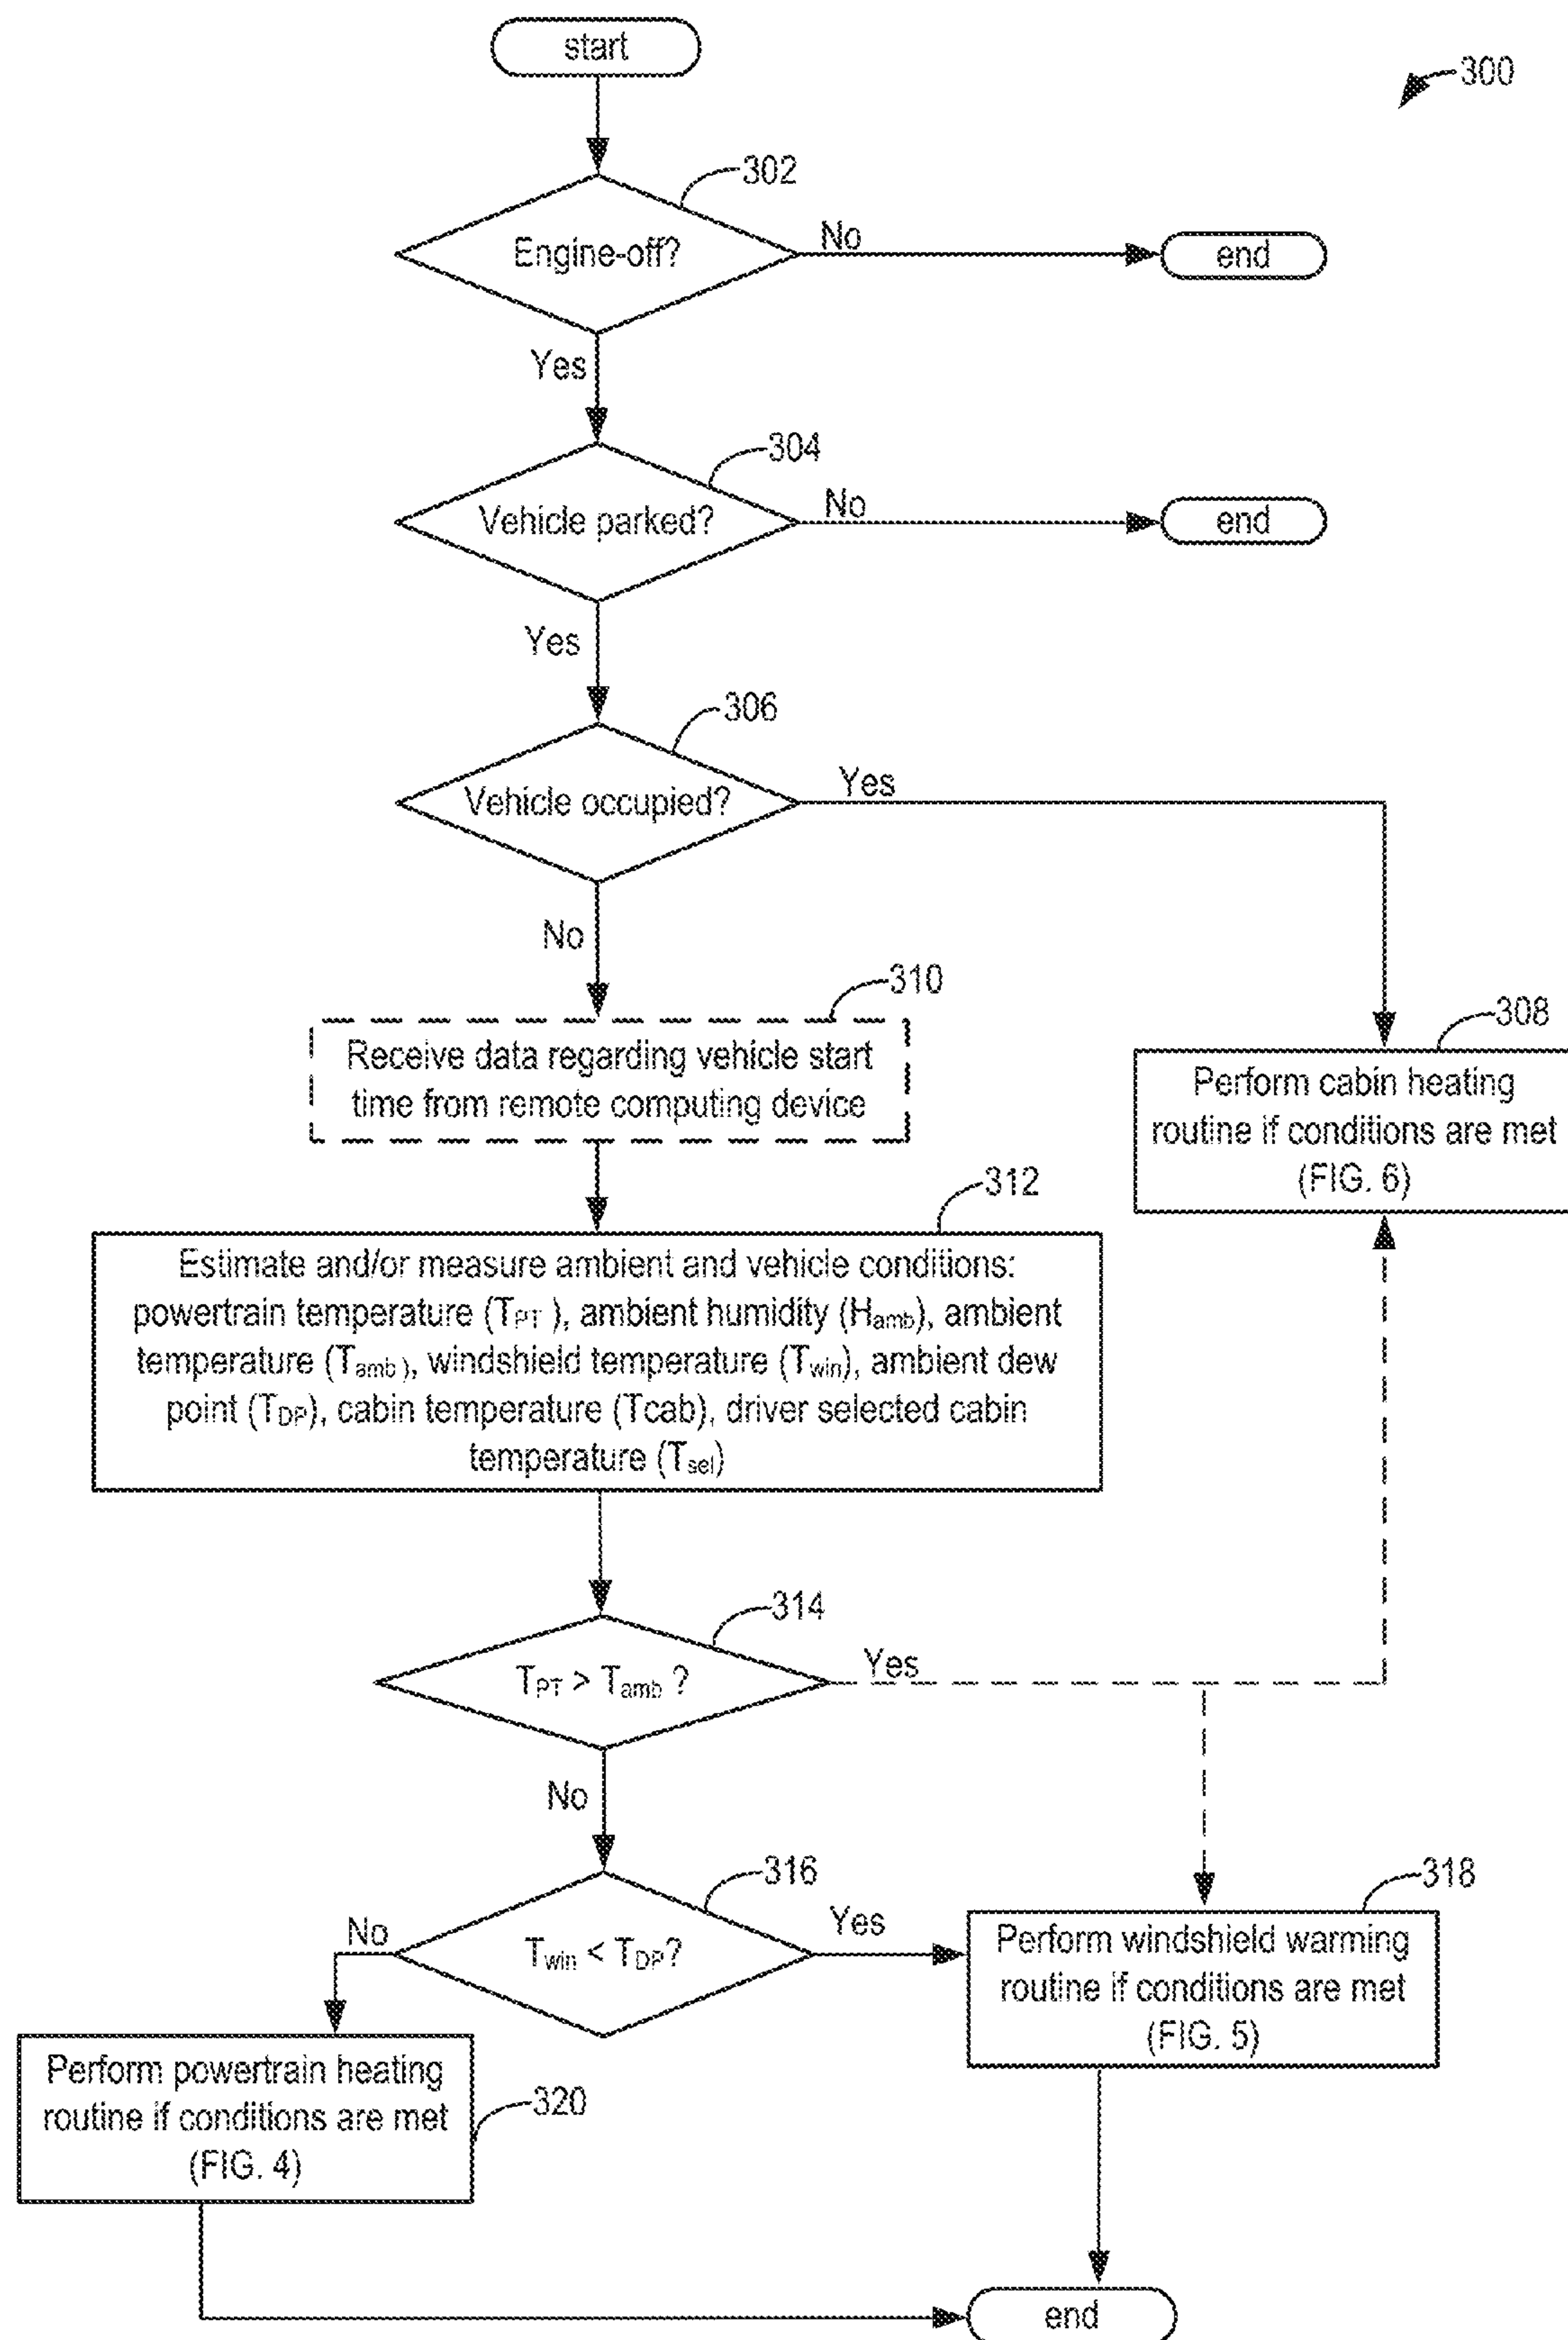 start
300
302
Engine-off?
No
end
Yes
304
Vehicle parked?
No
end
Yes
306
Vehicle occupied?
Yes
No
310
Receive data regarding vehicle start
time from remote computing device
308
Perform cabin heating
routine if conditions are met
(FIG. 6)
312
Estimate and/or measure ambient and vehicle conditions:
powertrain temperature (TPT ), ambient humidity (Hamb), ambient
temperature (Tamb ), windshield temperature (Twin), ambient dew
point (TDP), cabin temperature (Tcab), driver selected cabin
temperature (Tsel)
314
TPT > Tamb ?
Yes
No
316
Twin < TDP?
No
Yes
318
Perform windshield warming
routine if conditions are met
(FIG. 5)
Perform powertrain heating
routine if conditions are met
(FIG. 4)
320
end